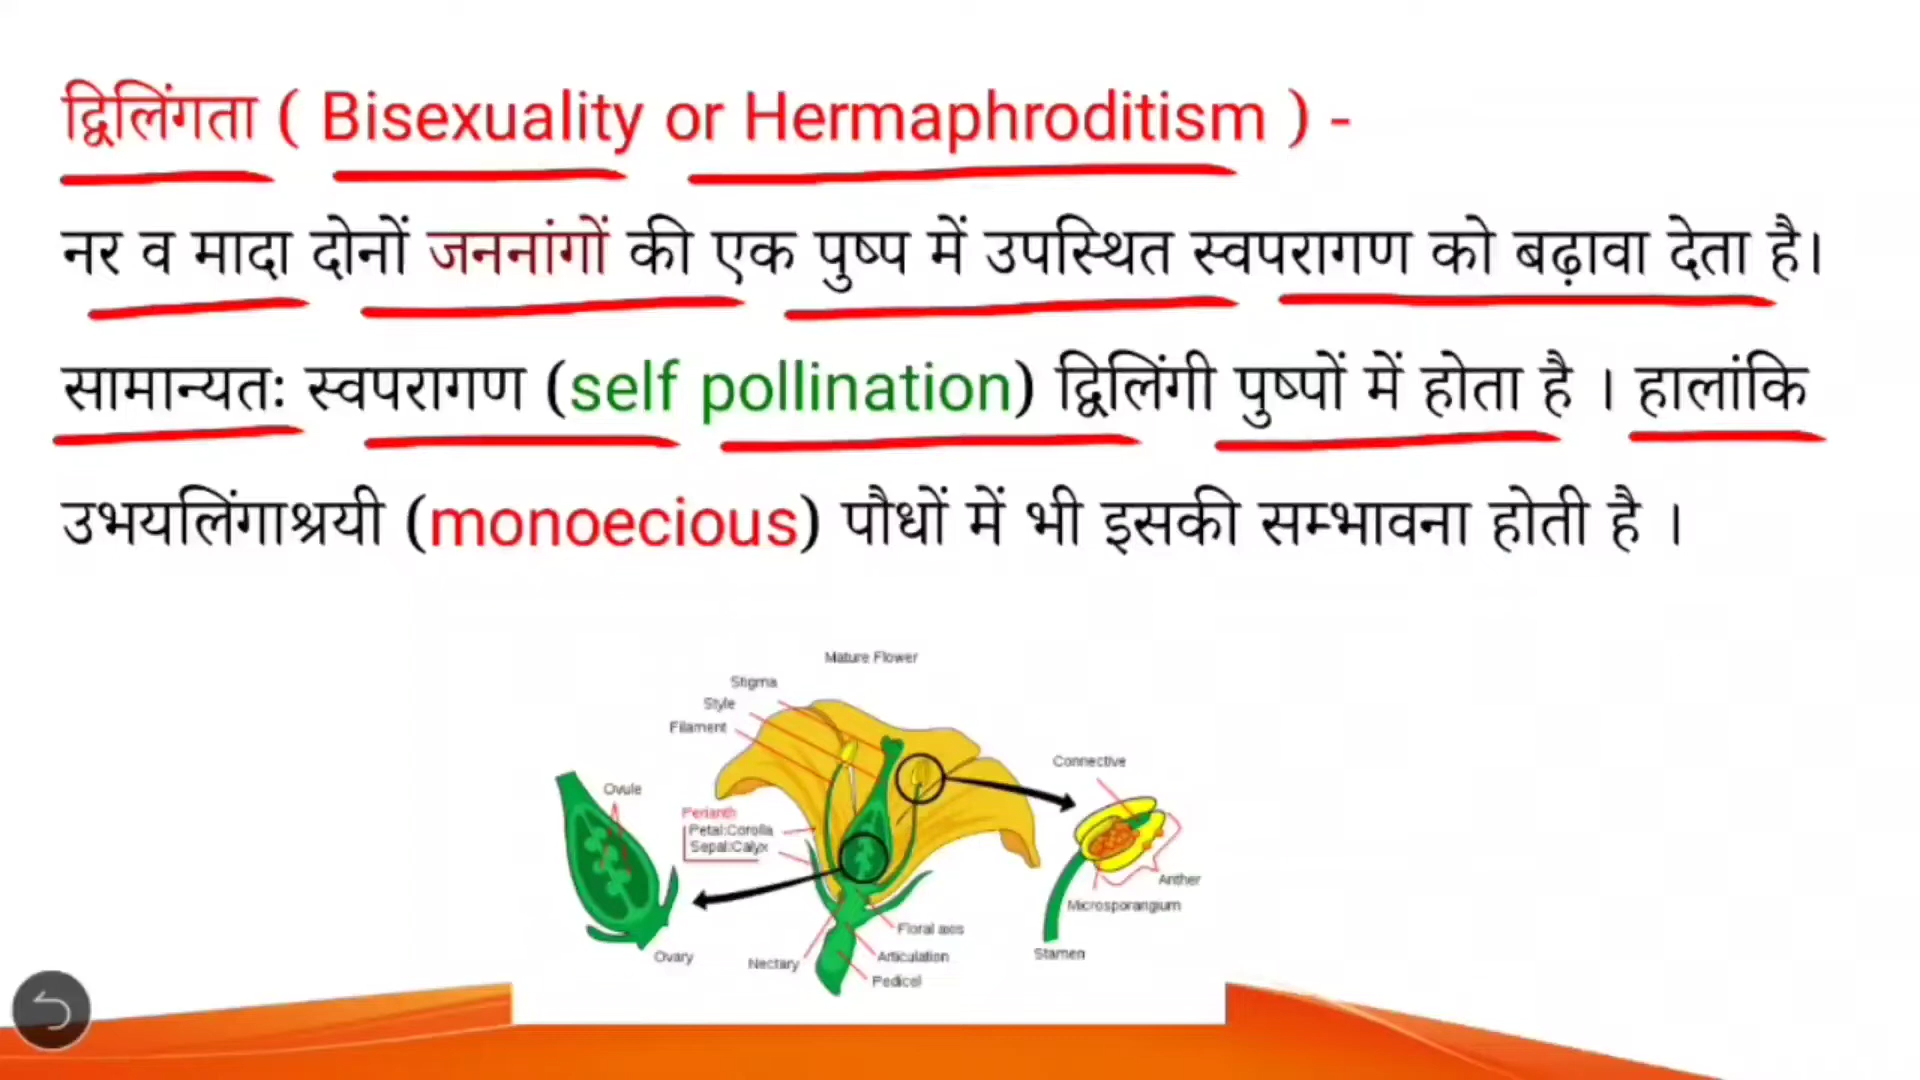 द्विलिंगता ( Bisexuality or Hermaphroditism ) -
नर व मादा दोनों जननांगों की एक पुष्प में उपस्थित स्वपरागण को बढ़ावा देता है।
सामान्यतः स्वपरागण (self pollination) द्विलिंगी पुष्पों में होता है । हालांकि
उभयलिंगाश्रयी (monoecious) पौधों में भी इसकी सम्भावना होती है ।
Mature Flower
Stigma
Style
Filament
Connective
Ovule
Perianth
Petal:Corolla
Sepal:Calyx
Anther
Microsporangium
Floral axis
Stamen
Ovary
Nectary
Articulation
Pedicel